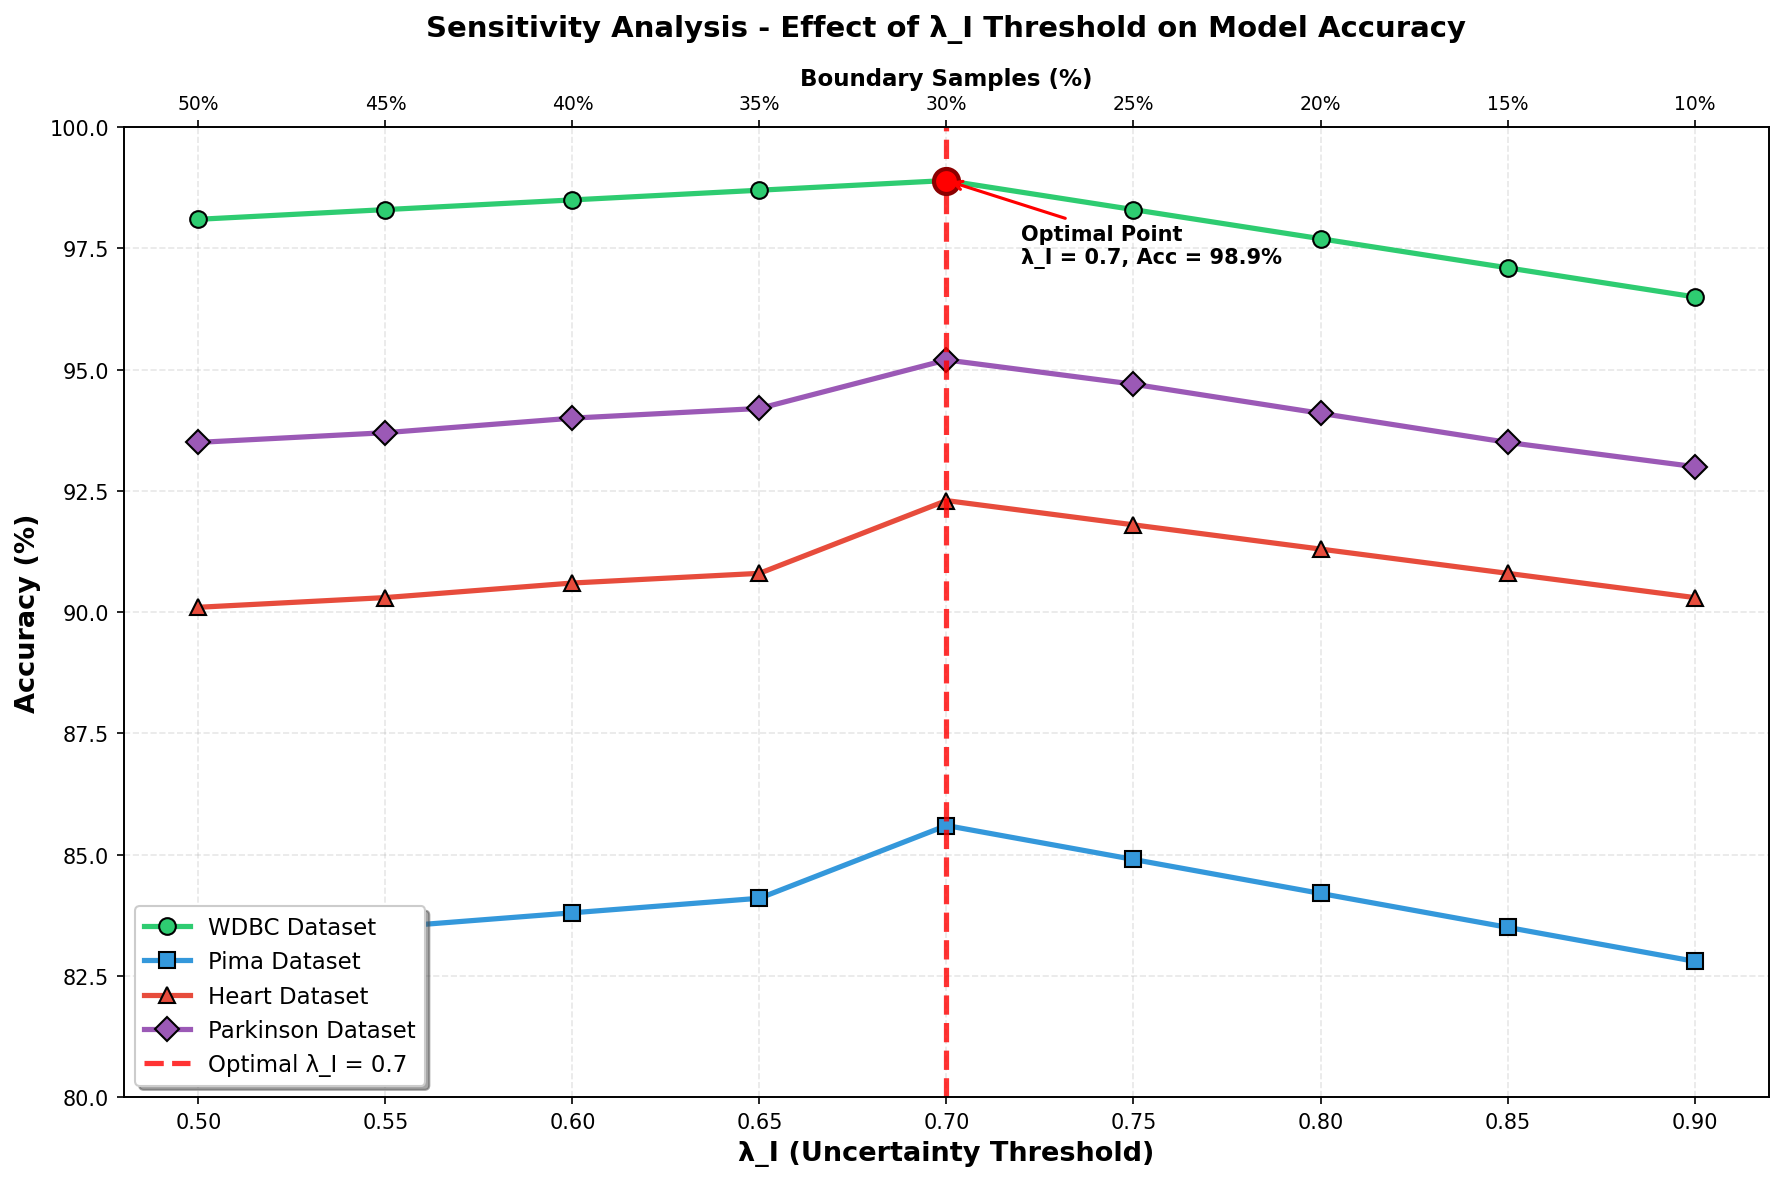 Sensitivity Analysis - Effect of λ_I Threshold on Model Accuracy
Boundary Samples (%)
50% 45% 40% 35% 30% 25% 20% 15% 10%
100.0
97.5
95.0
92.5
90.0
87.5
85.0
82.5
80.0
Accuracy (%)
Optimal Point
λ_I = 0.7, Acc = 98.9%
WDBC Dataset
Pima Dataset
Heart Dataset
Parkinson Dataset
Optimal λ_I = 0.7
0.50 0.55 0.60 0.65 0.70 0.75 0.80 0.85 0.90
λ_I (Uncertainty Threshold)